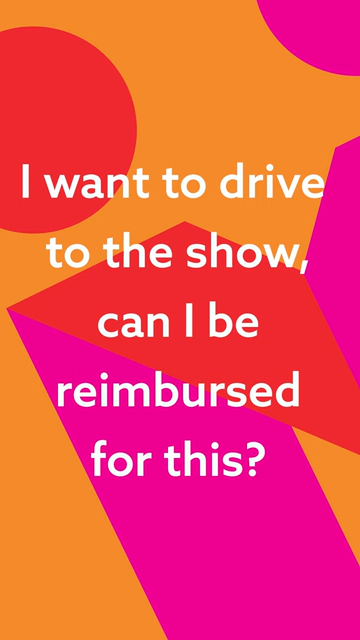 I want to drive
to the show,
can I be
reimbursed
for this?